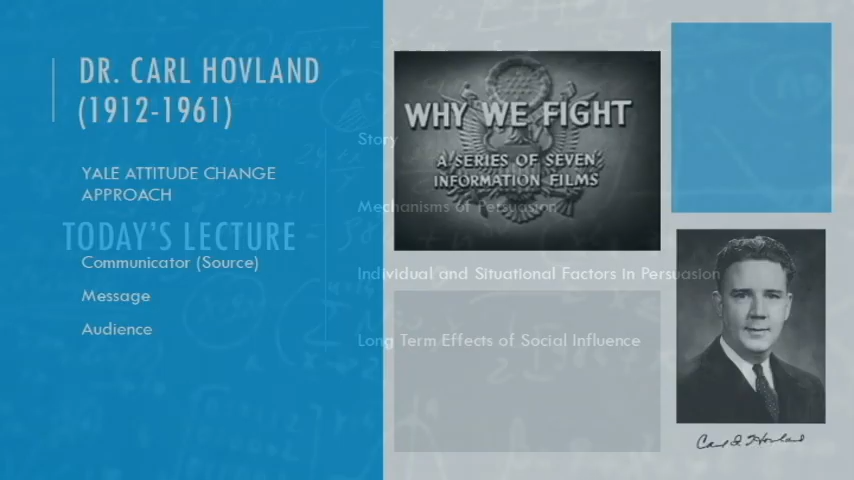 DR. CARL HOVLAND
(1912-1961)
YALE ATTITUDE CHANGE
APPROACH
TODAY'S LECTURE
Communicator (Source)
Message
Audience
WHY WE FIGHT
A SERIES OF SEVEN
INFORMATION FILMS
Story
Mechanisms of Persuasion
Individual and Situational Factors in Persuasion
Long Term Effects of Social Influence
Carl I Hovland